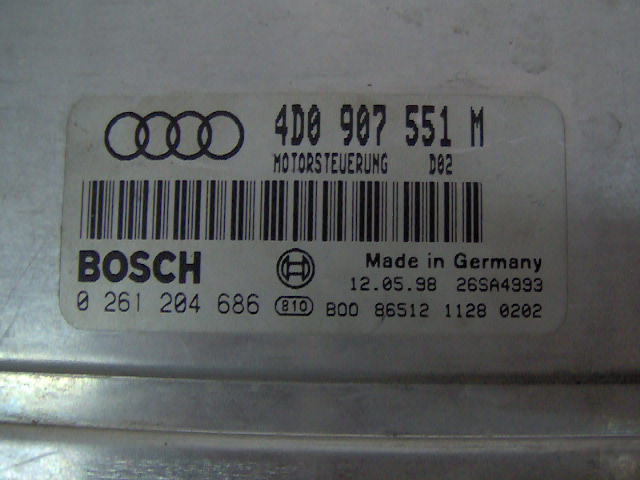 4D0 907 551 M
MOTORSTEUERUNG D02
BOSCH
Made in Germany
12.05.98 26SA4993
0 261 204 686 810 BOO 86512 1128 0202